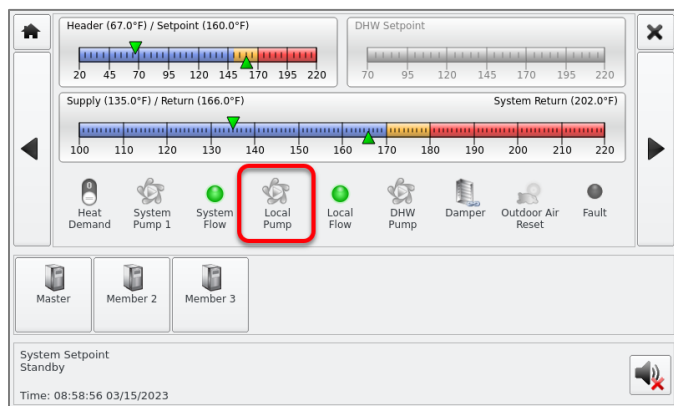 Header (67.0°F) / Setpoint (160.0°F)
DHW Setpoint
20 45 70 95 120 145 170 195 220
70 95 120 145 170 195 220
Supply (135.0°F) / Return (166.0°F) System Return (202.0°F)
100 110 120 130 140 150 160 170 180 190 200 210 220
0
Heat Demand
System Pump 1
System Flow
Local Pump
Local Flow
DHW Pump
Damper
Outdoor Air Reset
Fault
Master
Member 2
Member 3
System Setpoint
Standby
Time: 08:58:56 03/15/2023